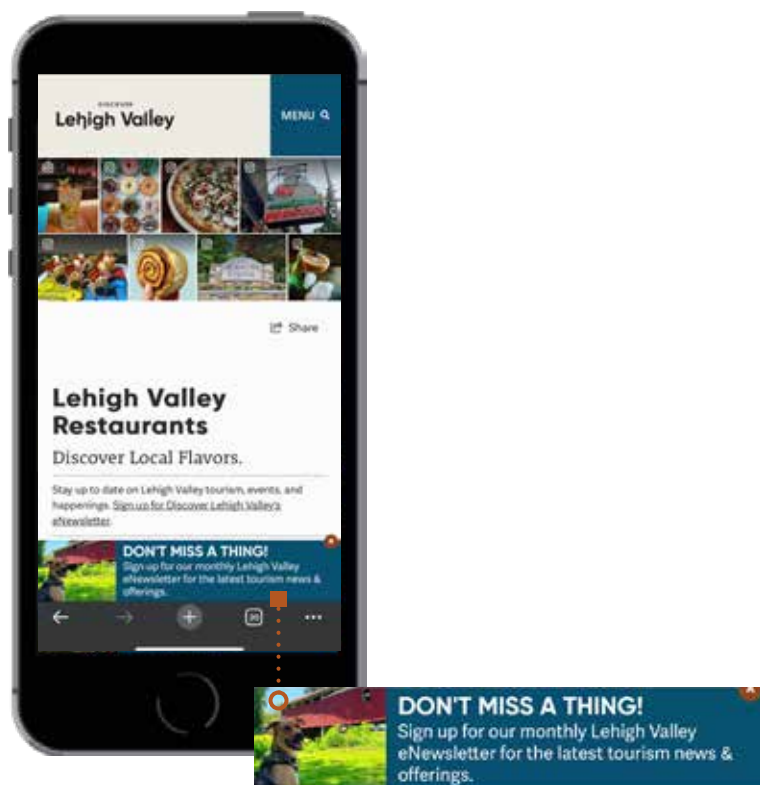 DISCOVER
Lehigh Valley
MENU
Share
Lehigh Valley
Restaurants
Discover Local Flavors.
Stay up to date on Lehigh Valley tourism, events, and
happenings. Sign up for Discover Lehigh Valley's
eNewsletter.
DON'T MISS A THING!
Sign up for our monthly Lehigh Valley
eNewsletter for the latest tourism news &
offerings.
DON'T MISS A THING!
Sign up for our monthly Lehigh Valley
eNewsletter for the latest tourism news &
offerings.